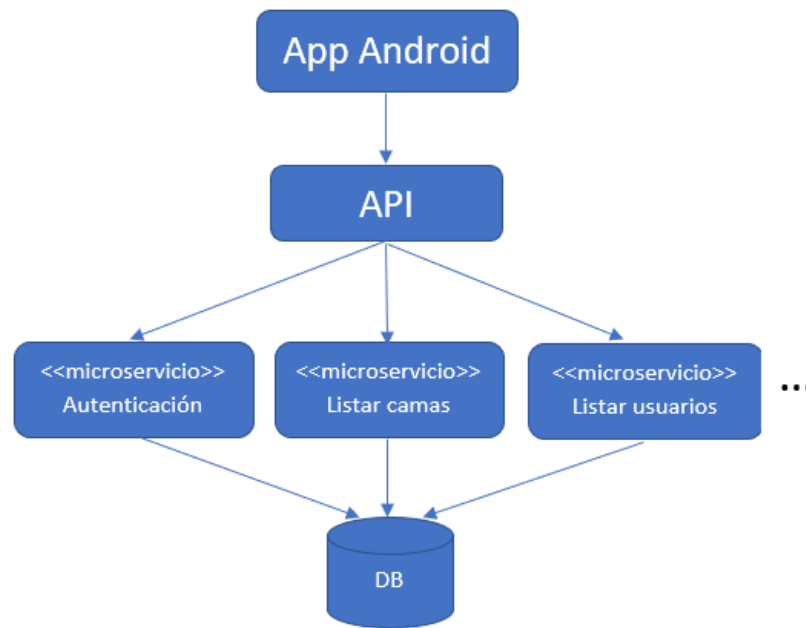 App Android
API
<<microservicio>>
Autenticación
<<microservicio>>
Listar camas
<<microservicio>>
Listar usuarios
...
DB